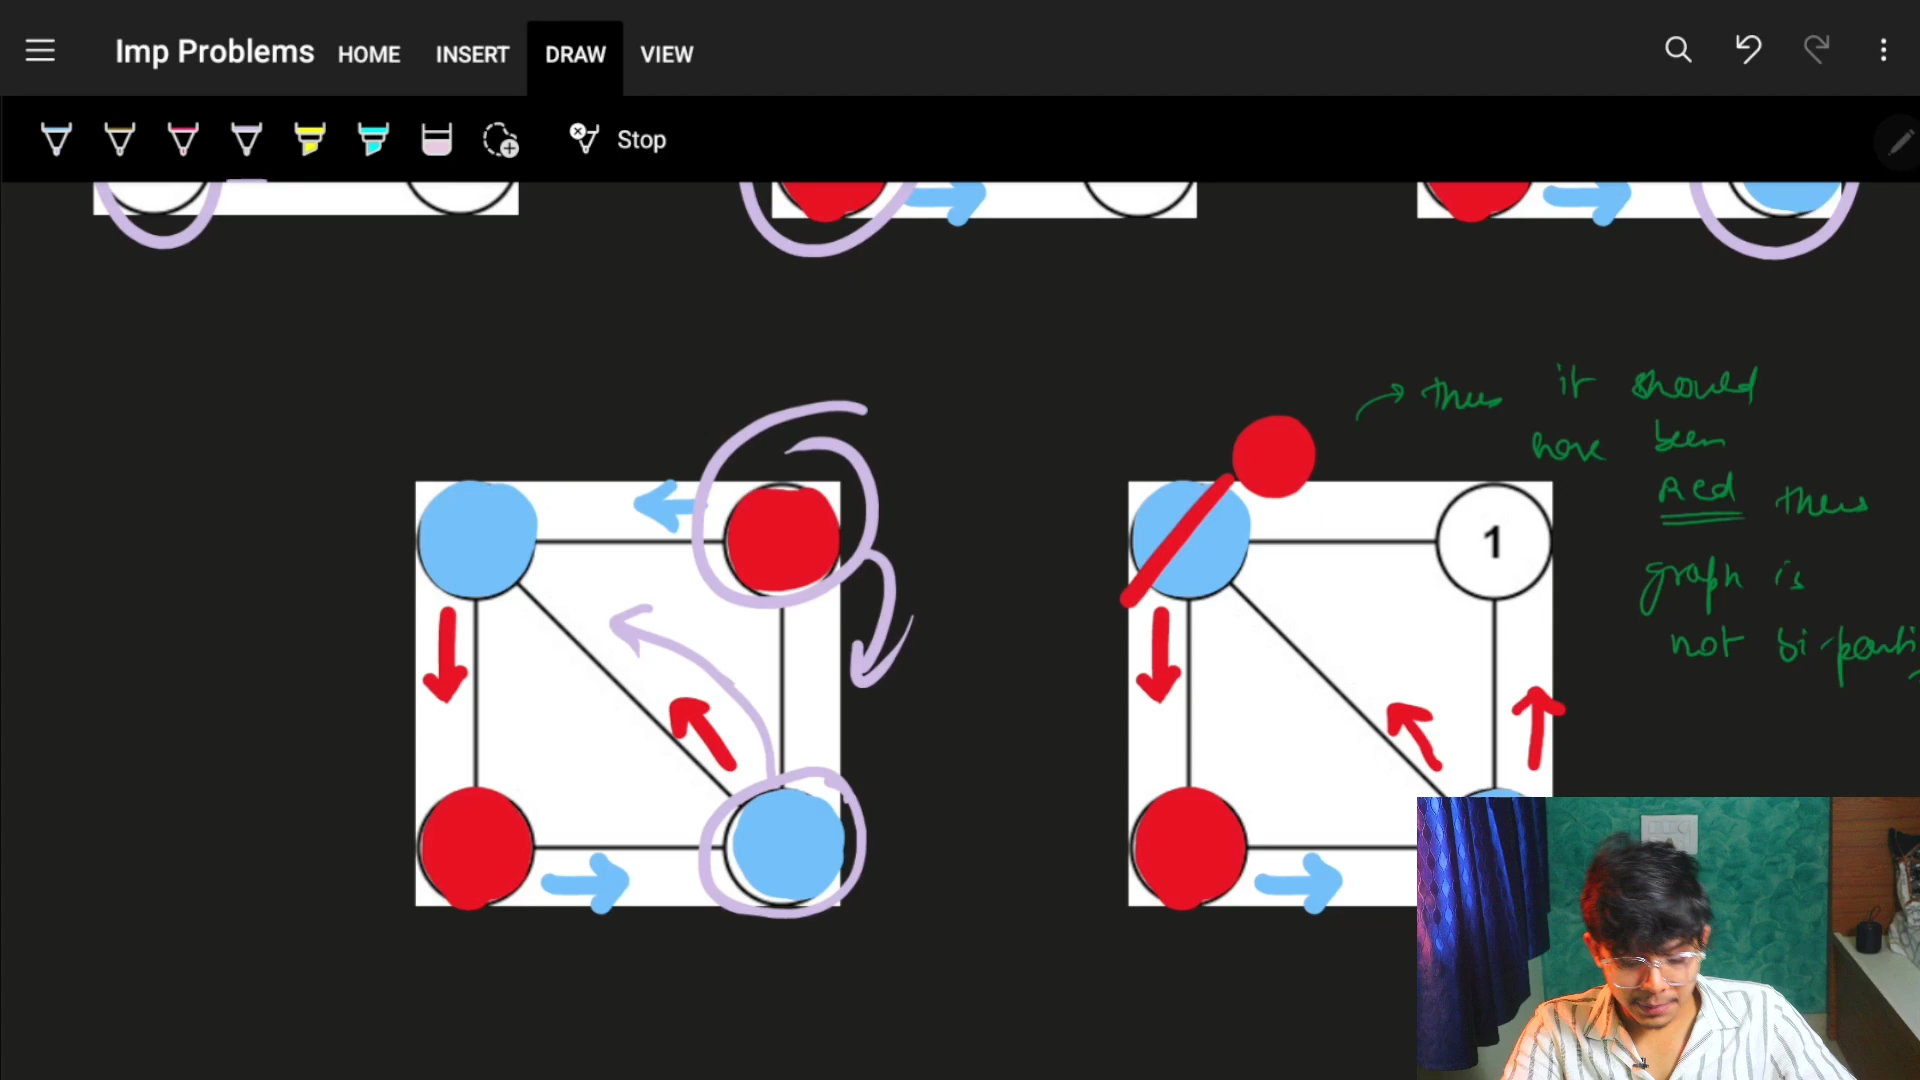 Imp Problems HOME INSERT DRAW VIEW
Stop
→ thus it should
have been
Red thus
graph is
not bi-parti
1